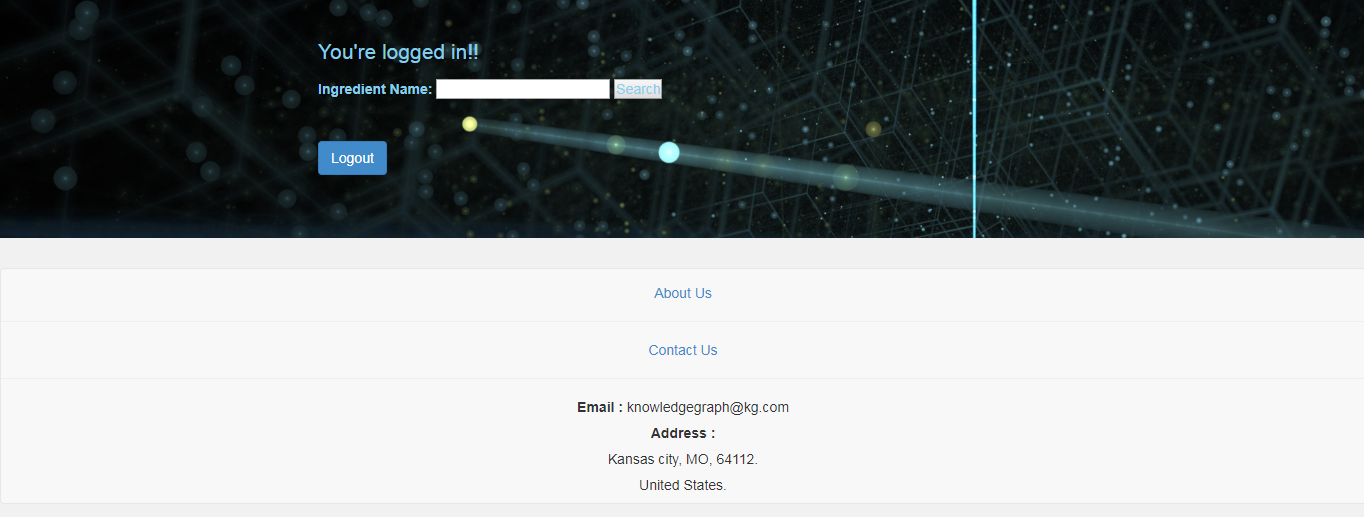 You're logged in!!
Ingredient Name: Search
Logout
About Us
Contact Us
Email : knowledgegraph@kg.com
Address :
Kansas city, MO, 64112.
United States.